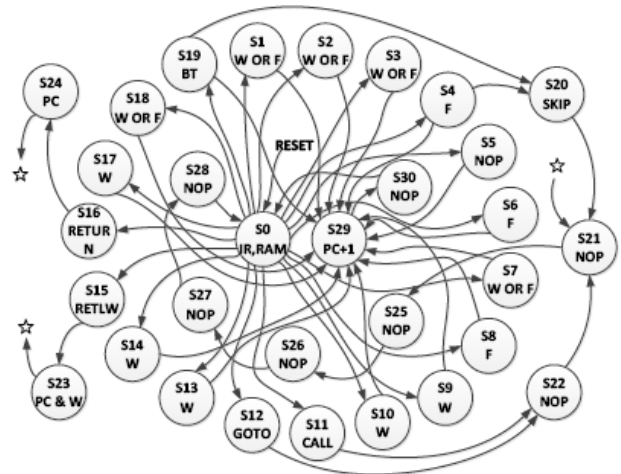 S19
BT
S1
W OR F
S2
W OR F
S3
W OR F
S24
PC
S18
W OR F
S4
F
S20
SKIP
RESET
S17
W
S28
NOP
S30
NOP
S5
NOP
S16
RETUR
N
S0
IR,RAM
S29
PC+1
S6
F
S21
NOP
S15
RETLW
S27
NOP
S25
NOP
S7
W OR F
S14
W
S26
NOP
S8
F
S23
PC & W
S13
W
S12
GOTO
S11
CALL
S10
W
S9
W
S22
NOP